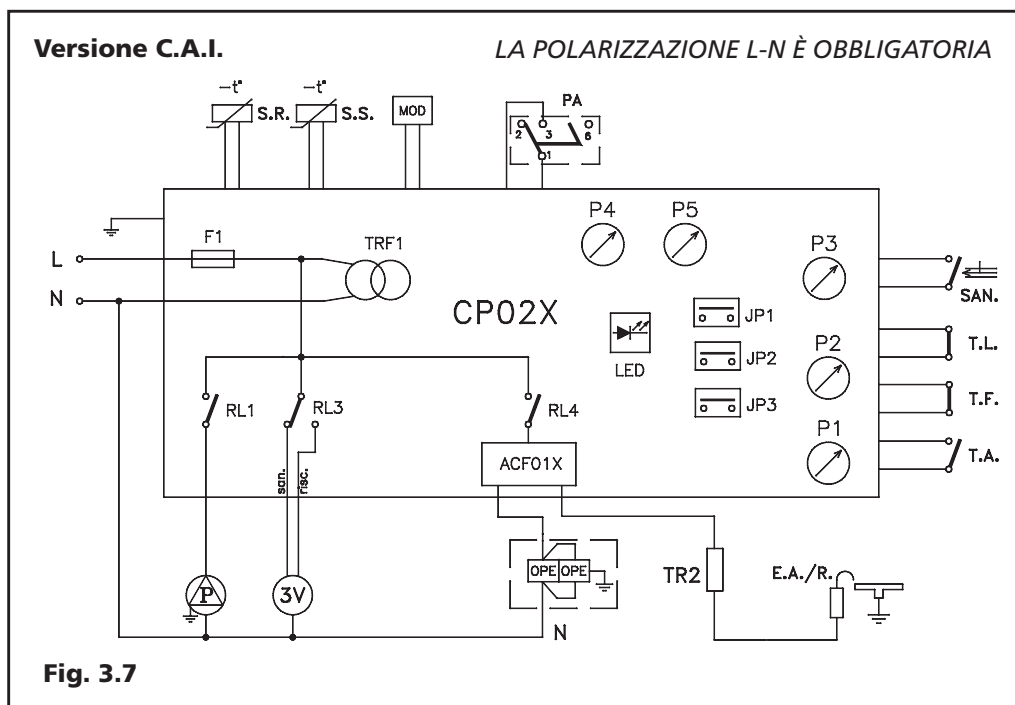 Versione C.A.I.
LA POLARIZZAZIONE L-N È OBBLIGATORIA
-t°
S.R.
-t°
S.S.
MOD
PA
2
3
6
1
P4
P5
L
F1
TRF1
P3
N
CP02X
SAN.
JP1
LED
JP2
P2
T.L.
JP3
T.F.
RL1
RL3
RL4
P1
T.A.
ACF01X
san.
risc.
OPE
OPE
TR2
E.A./R.
P
3V
N
Fig. 3.7